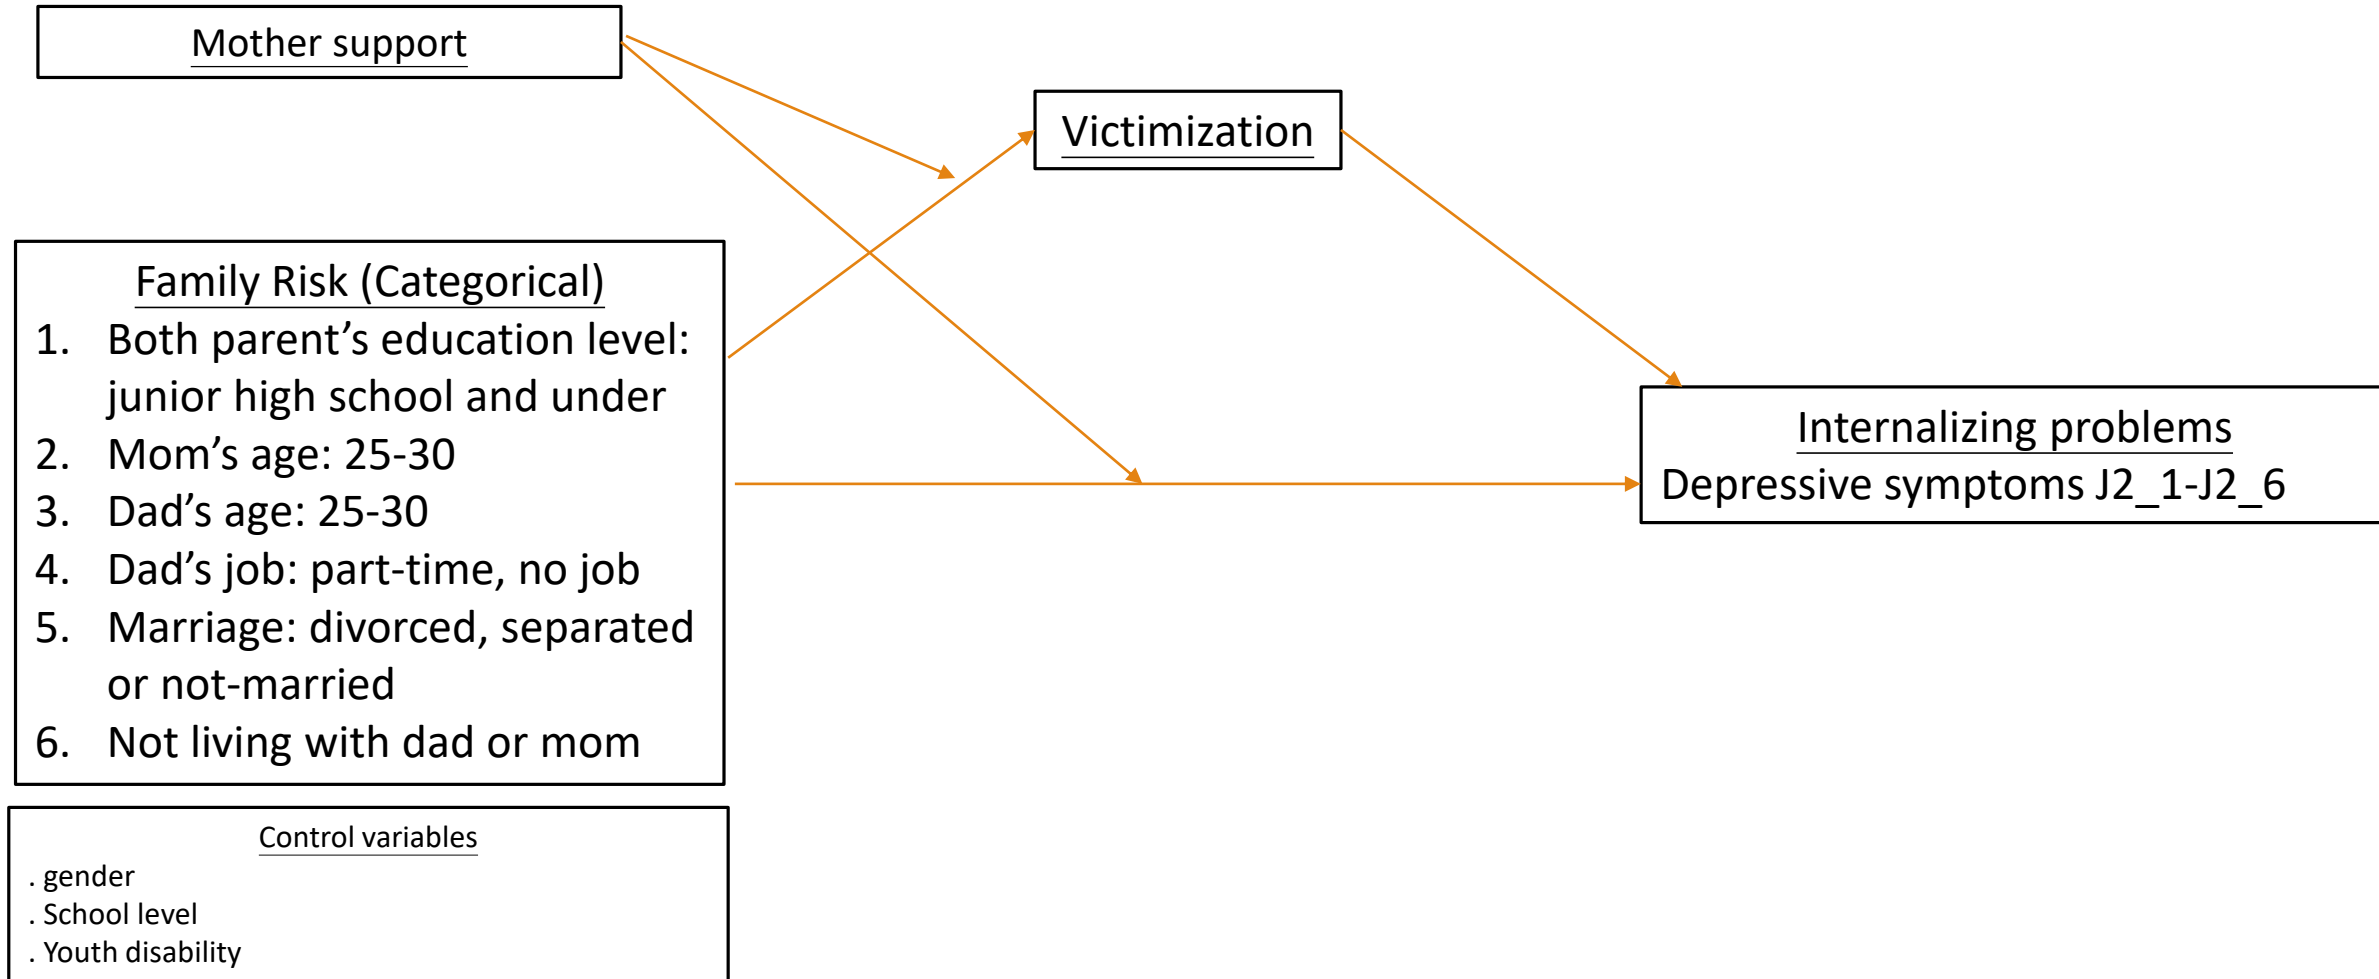 Mother support
Victimization
Family Risk (Categorical)
1. Both parent’s education level:
junior high school and under
2. Mom’s age: 25-30
3. Dad’s age: 25-30
4. Dad’s job: part-time, no job
5. Marriage: divorced, separated
or not-married
6. Not living with dad or mom
Internalizing problems
Depressive symptoms J2_1-J2_6
Control variables
. gender
. School level
. Youth disability